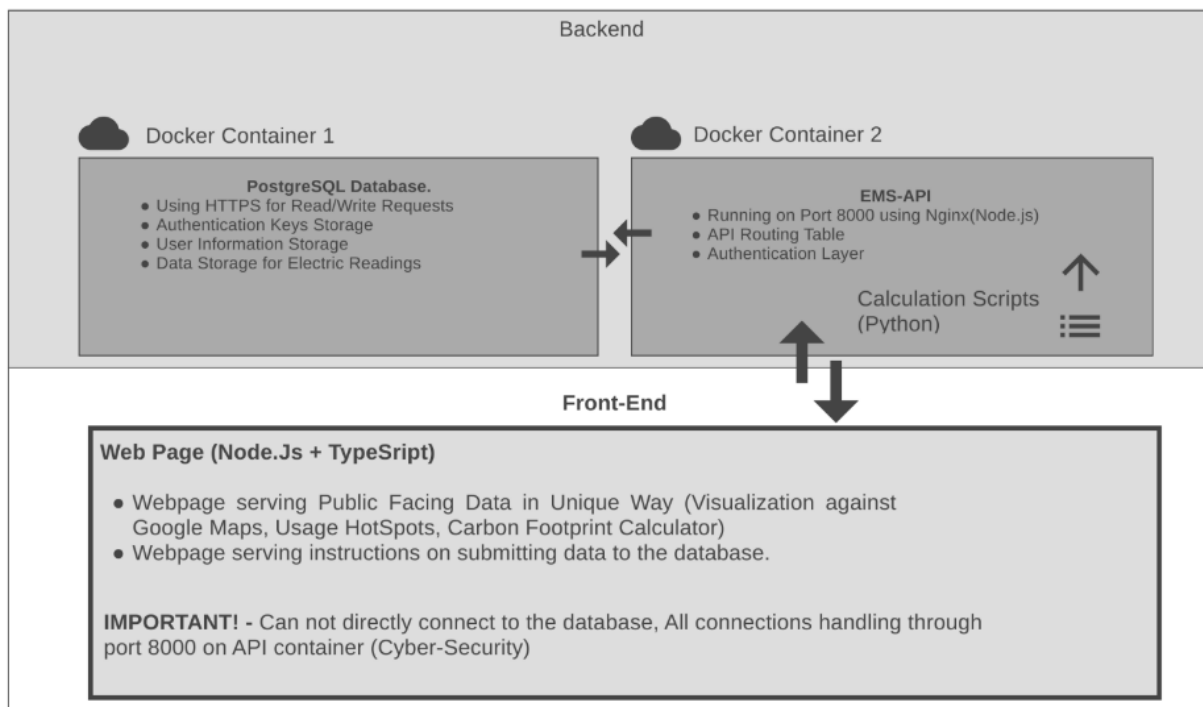 Backend
Docker Container 1
PostgreSQL Database.
● Using HTTPS for Read/Write Requests
● Authentication Keys Storage
● User Information Storage
● Data Storage for Electric Readings
Docker Container 2
EMS-API
● Running on Port 8000 using Nginx(Node.js)
● API Routing Table
● Authentication Layer
Calculation Scripts
(Python)
Front-End
Web Page (Node.Js + TypeSript)
● Webpage serving Public Facing Data in Unique Way (Visualization against
Google Maps, Usage HotSpots, Carbon Footprint Calculator)
● Webpage serving instructions on submitting data to the database.
IMPORTANT! - Can not directly connect to the database, All connections handling through
port 8000 on API container (Cyber-Security)